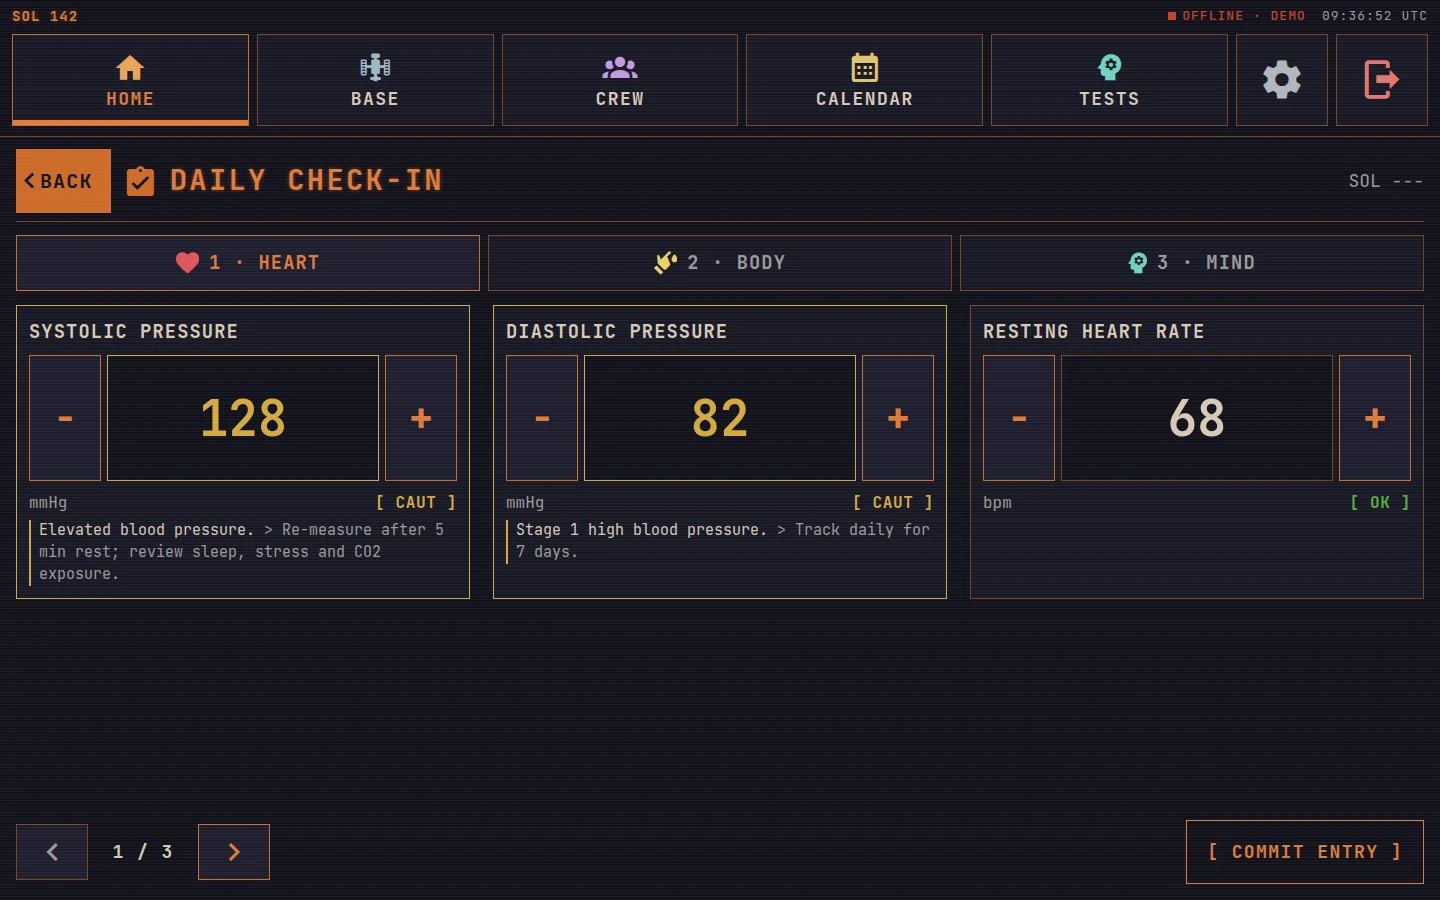 SOL 142
OFFLINE · DEMO 09:36:52 UTC
HOME
BASE
CREW
CALENDAR
TESTS
BACK
DAILY CHECK-IN
SOL ---
1 · HEART
2 · BODY
3 · MIND
SYSTOLIC PRESSURE
- 128 +
mmHg [ CAUT ]
Elevated blood pressure. > Re-measure after 5
min rest; review sleep, stress and CO2
exposure.
DIASTOLIC PRESSURE
- 82 +
mmHg [ CAUT ]
Stage 1 high blood pressure. > Track daily for
7 days.
RESTING HEART RATE
- 68 +
bpm [ OK ]
1 / 3
[ COMMIT ENTRY ]